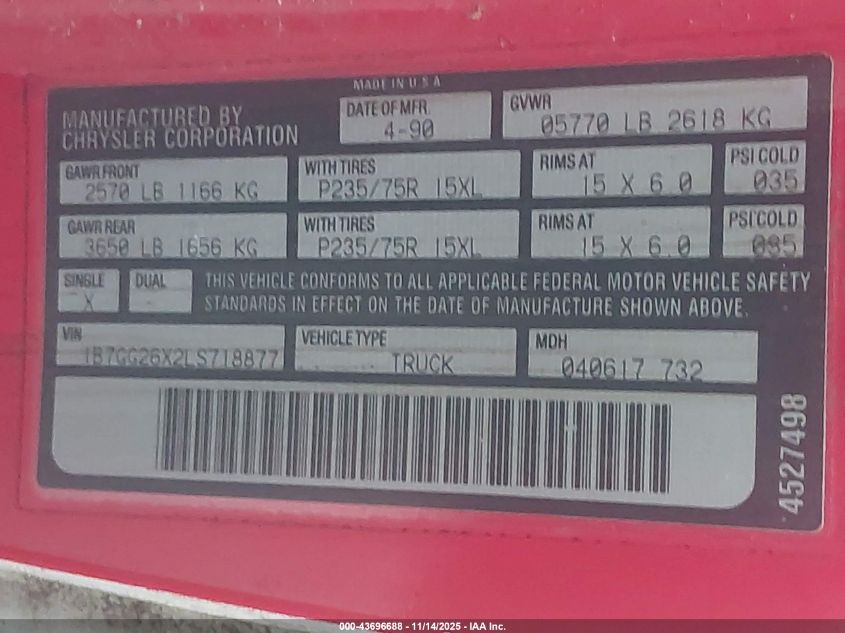 MADE IN U S A
MANUFACTURED BY
CHRYSLER CORPORATION
DATE OF MFR.
4-90
GVWR
05770 LB 2618 KG
GAWR FRONT
2570 LB 1166 KG
WITH TIRES
P235/75R 15XL
RIMS AT
15 X 6.0
PSI COLD
035
GAWR REAR
3650 LB 1656 KG
WITH TIRES
P235/75R 15XL
RIMS AT
15 X 6.0
PSI COLD
SINGLE
X
DUAL
THIS VEHICLE CONFORMS TO ALL APPLICABLE FEDERAL MOTOR VEHICLE SAFETY
STANDARDS IN EFFECT ON THE DATE OF MANUFACTURE SHOWN ABOVE.
VIN
1B7GG26X2LS718877
VEHICLE TYPE
TRUCK
MDH
040617 732
4527498
000-43696688 - 11/14/2025 - IAA Inc.